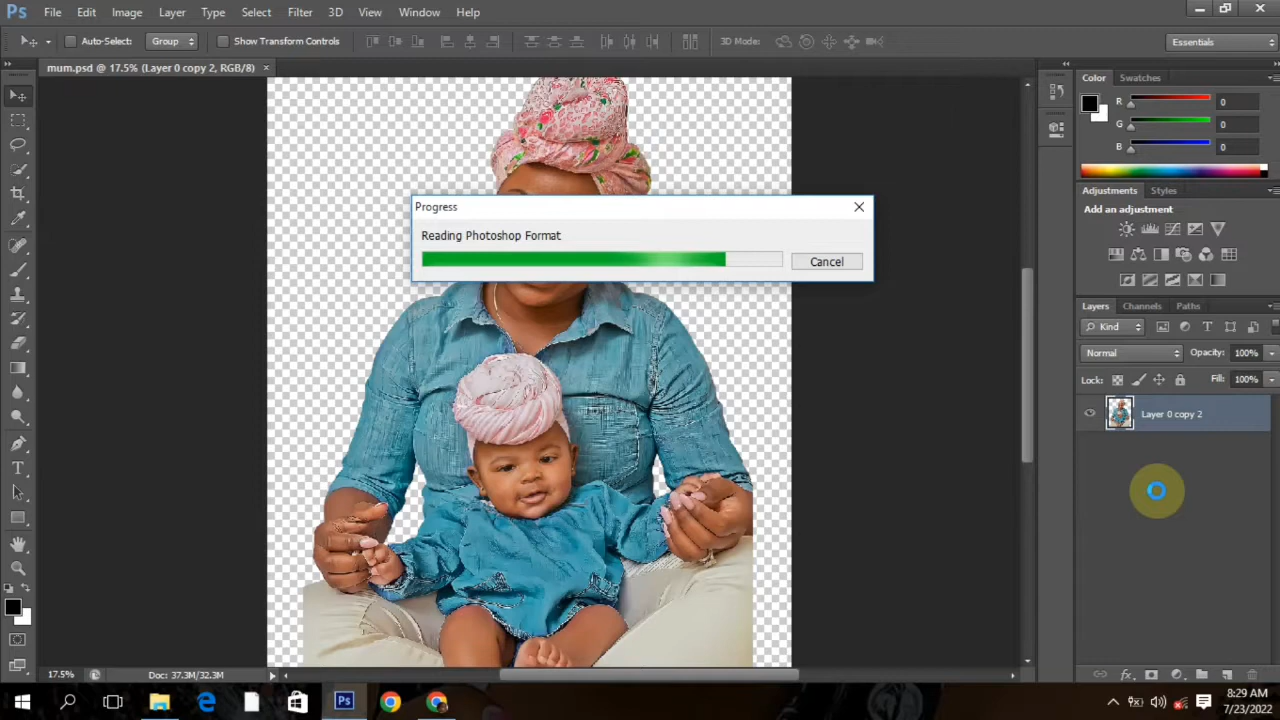 Ps File Edit Image Layer Type Select Filter 3D View Window Help
Auto-Select: Group Show Transform Controls 3D Mode: Essentials
mum.psd @ 17.5% (Layer 0 copy 2, RGB/8) ×
Color Swatches
R 0
G 0
B 0
Adjustments Styles
Add an adjustment
Progress
Reading Photoshop Format
Cancel
Layers Channels Paths
Kind
Normal Opacity: 100%
Lock: Fill: 100%
Layer 0 copy 2
17.5% Doc: 37.3M/32.3M
Ps
8:29 AM
7/23/2022